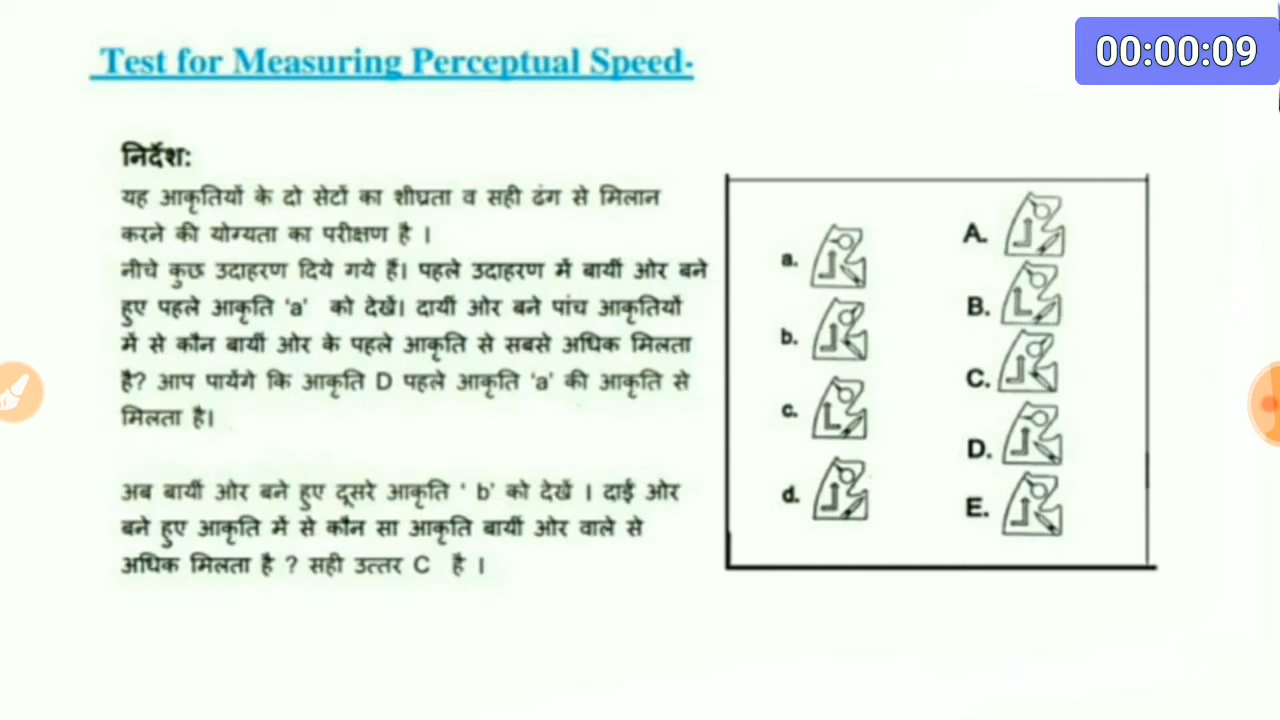 Test for Measuring Perceptual Speed-
00:00:09
निर्देश:
यह आकृतियों के दो सेटों का शीघ्रता व सही ढंग से मिलान
करने की योग्यता का परीक्षण है ।
नीचे कुछ उदाहरण दिये गये हैं। पहले उदाहरण में बायीं ओर बने
हुए पहले आकृति 'a' को देखें। दायीं ओर बने पांच आकृतियों
में से कौन बायीं ओर के पहले आकृति से सबसे अधिक मिलता
है? आप पायेंगे कि आकृति D पहले आकृति 'a' की आकृति से
मिलता है।
अब बायीं ओर बने हुए दूसरे आकृति ' b' को देखें । दाई ओर
बने हुए आकृति में से कौन सा आकृति बायीं ओर वाले से
अधिक मिलता है ? सही उत्तर C है ।
a.
b.
c.
d.
A.
B.
C.
D.
E.